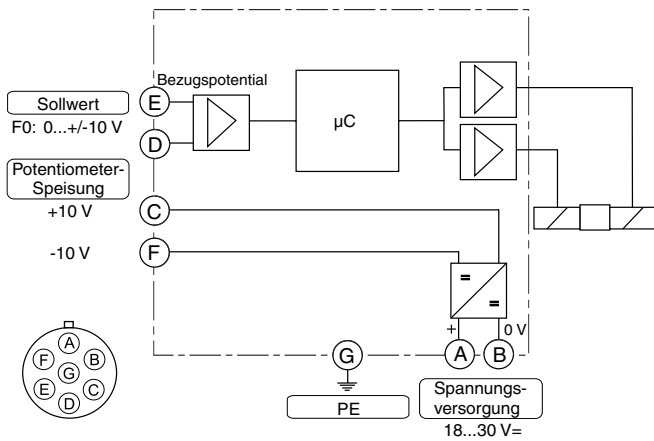 Bezugspotential
Sollwert
F0: 0...+/-10 V
E
D
µC
Potentiometer-
Speisung
+10 V
C
-10 V
F
=
=
+
0 V
A
B
G
PE
Spannungs-
versorgung
18...30 V=
A
F
B
G
E
C
D